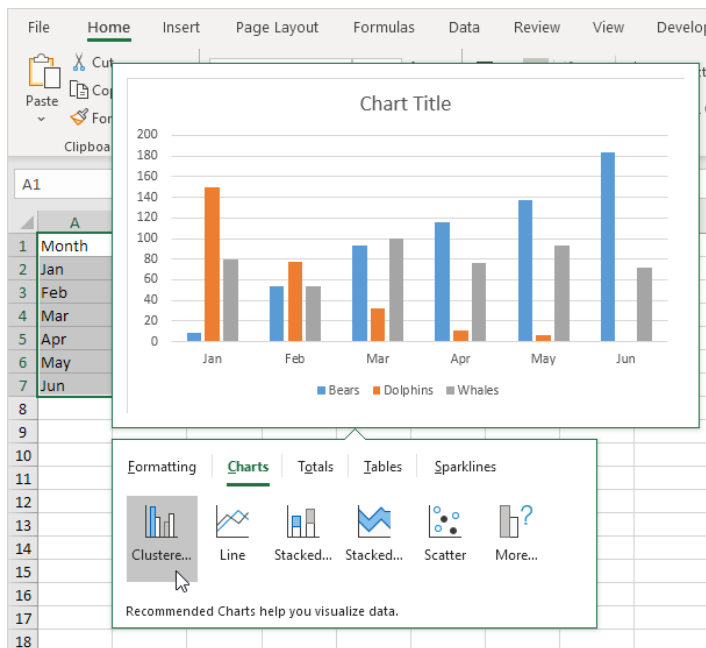 File Home Insert Page Layout Formulas Data Review View Develop
Cut
Cop
Paste
For
Clipboa
A1
A
1 Month
2 Jan
3 Feb
4 Mar
5 Apr
6 May
7 Jun
8
9
10
11
12
13
14
15
16
17
18
Chart Title
200
180
160
140
120
100
80
60
40
20
0
Jan Feb Mar Apr May Jun
Bears Dolphins Whales
Formatting Charts Totals Tables Sparklines
Clustere... Line Stacked... Stacked... Scatter More...
Recommended Charts help you visualize data.